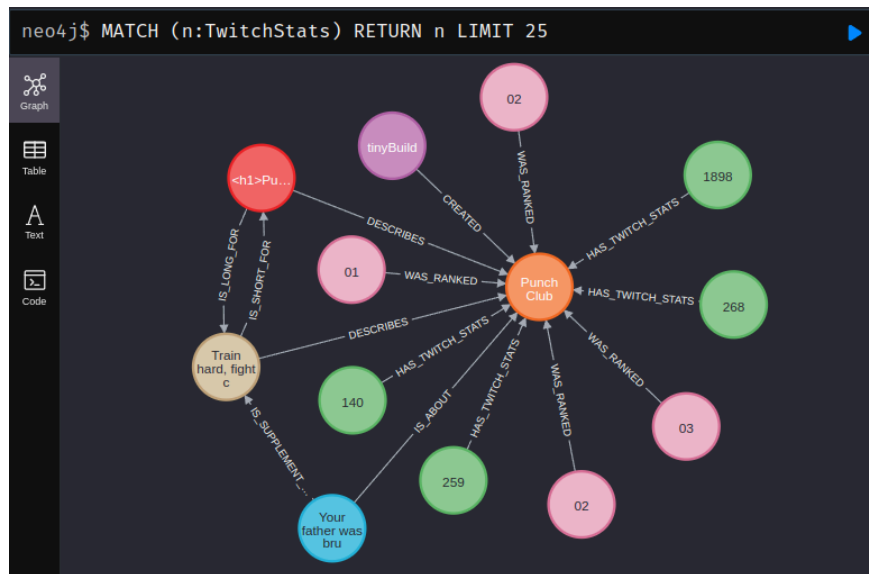 neo4j$ MATCH (n:TwitchStats) RETURN n LIMIT 25
Graph
Table
Text
Code
02
tinyBuild
<h1>Pu…
1898
WAS_RANKED
CREATED
HAS_TWITCH_STATS
DESCRIBES
IS_LONG_FOR
IS_SHORT_FOR
01
WAS_RANKED
Punch
Club
HAS_TWITCH_STATS
268
DESCRIBES
Train
hard, fight
c
HAS_TWITCH_STATS
WAS_RANKED
140
IS_ABOUT
HAS_TWITCH_STATS
WAS_RANKED
03
IS_SUPPLEMENT_…
259
02
Your
father was
bru